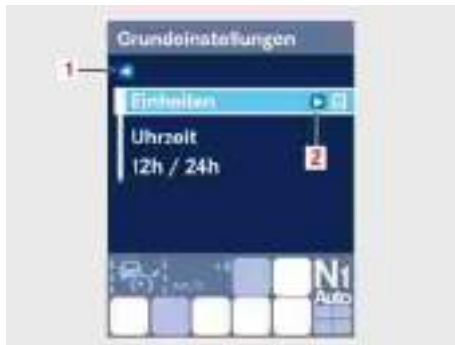 Grundeinstellungen
1
Einheiten
2
Uhrzeit
12h / 24h
N1
Auto